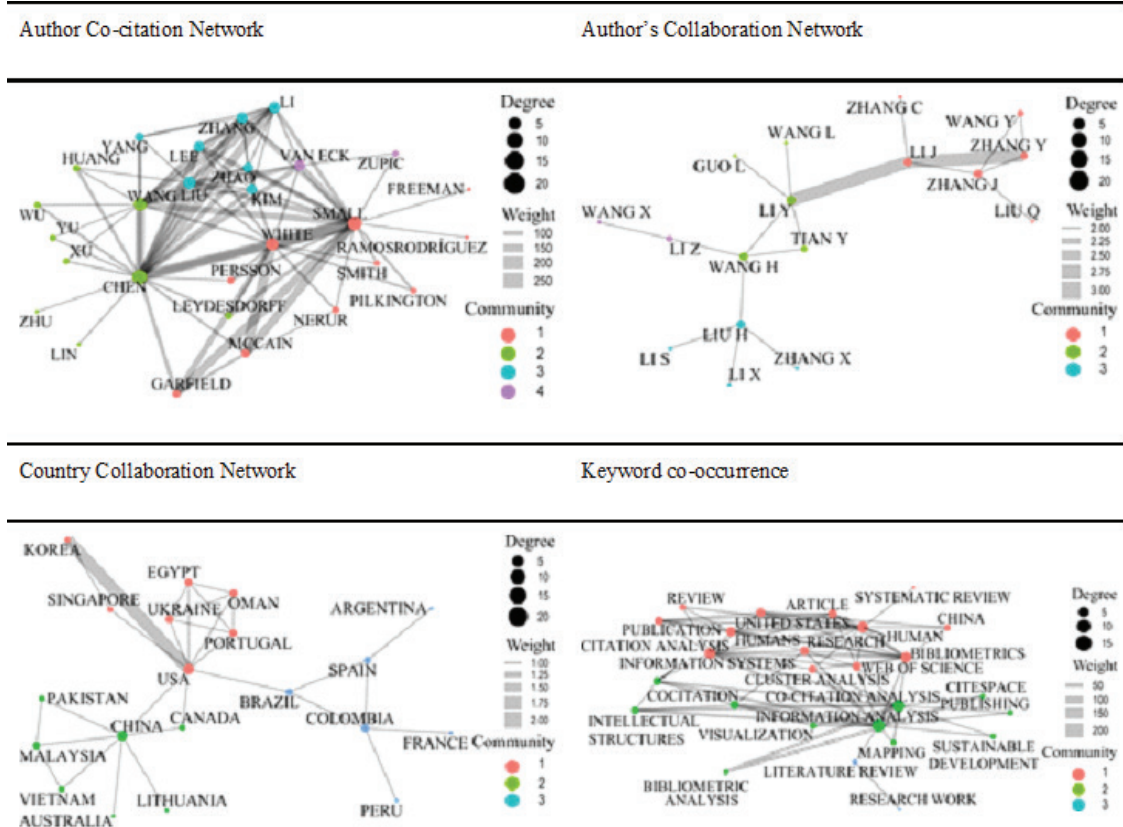 Author Co-citation Network
Author's Collaboration Network
LI
ZHANG
YANG
LEE
HUANG
VAN ECK
ZUPIC
ZHAO
FREEMAN
WANG LIU
KIM
SMALL
WU
YU
WHITE
RAMOSRODRÍGUEZ
XU
PERSSON
SMITH
CHEN
PILKINGTON
LEYDESDORFF
NERUR
ZHU
MCCAIN
LIN
GARFIELD
Degree
5
10
15
20
Weight
100
150
200
250
Community
1
2
3
4
ZHANG C
WANG Y
WANG L
LI J
ZHANG Y
GUO L
ZHANG J
LI Y
LIU Q
WANG X
TIAN Y
LI Z
WANG H
LIU H
LI S
ZHANG X
LI X
Degree
5
10
15
20
Weight
2.00
2.25
2.50
2.75
3.00
Community
1
2
3
Country Collaboration Network
Keyword co-occurrence
KOREA
EGYPT
SINGAPORE
OMAN
UKRAINE
ARGENTINA
PORTUGAL
USA
SPAIN
PAKISTAN
BRAZIL
CANADA
CHINA
COLOMBIA
MALAYSIA
FRANCE
VIETNAM
LITHUANIA
AUSTRALIA
PERU
Degree
5
10
15
20
Weight
1.00
1.25
1.50
1.75
2.00
Community
1
2
3
REVIEW
ARTICLE
SYSTEMATIC REVIEW
PUBLICATION
UNITED STATES
CHINA
CITATION ANALYSIS
HUMANS
RESEARCH
HUMAN
BIBLIOMETRICS
INFORMATION SYSTEMS
WEB OF SCIENCE
CLUSTER ANALYSIS
COCITATION
CO-CITATION ANALYSIS
CITESPACE
PUBLISHING
INTELLECTUAL
STRUCTURES
INFORMATION ANALYSIS
VISUALIZATION
MAPPING
SUSTAINABLE
DEVELOPMENT
BIBLIOMETRIC
ANALYSIS
LITERATURE REVIEW
RESEARCH WORK
Degree
5
10
15
Weight
50
100
150
200
Community
1
2
3